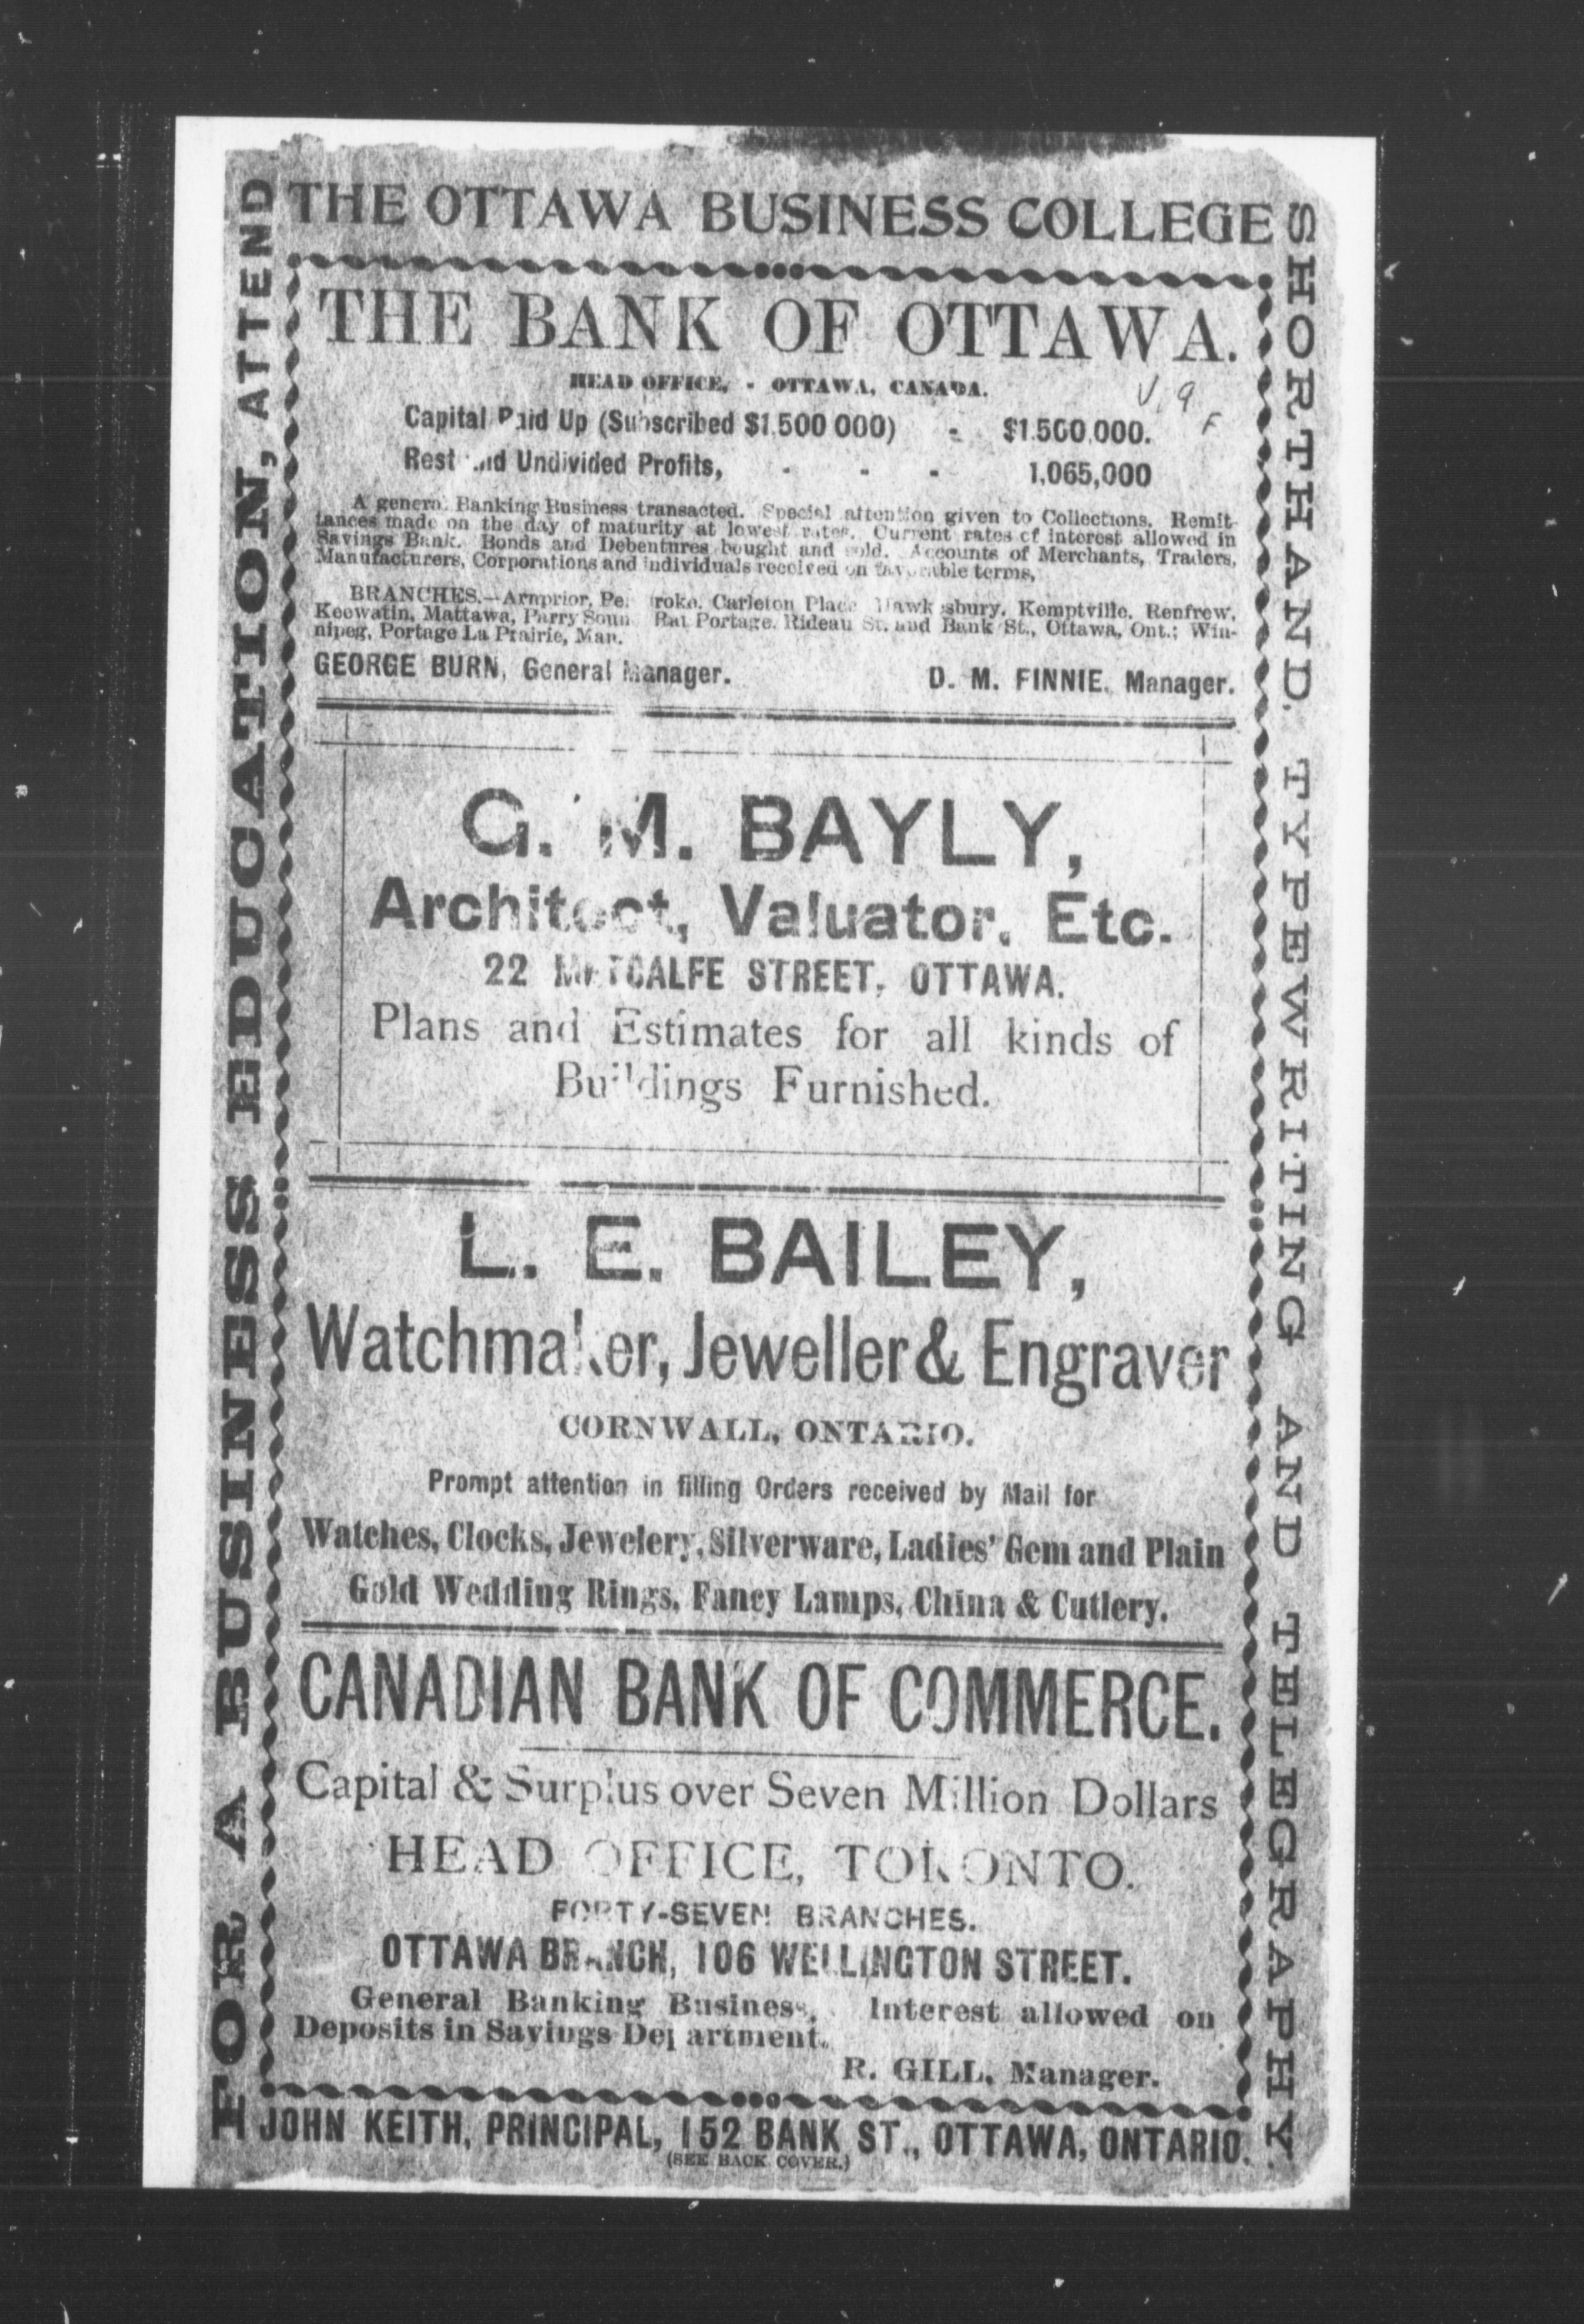 FOR A BUSINESS EDUCATION, ATTEND
THE OTTAWA BUSINESS COLLEGE
SHORTHAND, TYPEWRITING AND TELEGRAPHY.
THE BANK OF OTTAWA.
HEAD OFFICE, - OTTAWA, CANADA.
Capital Paid Up (Subscribed $1.500 000) - $1.500,000.
Rest and Undivided Profits, - - - 1,065,000
A general Banking Business transacted. Special attention given to Collections. Remit-
tances made on the day of maturity at lowest rates. Current rates of interest allowed in
Savings Bank. Bonds and Debentures bought and sold. Accounts of Merchants, Traders,
Manufacturers, Corporations and individuals received on favorable terms,
BRANCHES.—Arnprior, Pembroke, Carleton Place, Hawkesbury, Kemptville, Renfrew,
Keewatin, Mattawa, Parry Sound, Rat Portage, Rideau St. and Bank St., Ottawa, Ont.; Win-
nipeg, Portage La Prairie, Man.
GEORGE BURN, General Manager. D. M. FINNIE, Manager.
G. M. BAYLY,
Architect, Valuator, Etc.
22 METCALFE STREET, OTTAWA.
Plans and Estimates for all kinds of
Buildings Furnished.
L. E. BAILEY,
Watchmaker, Jeweller & Engraver
CORNWALL, ONTARIO.
Prompt attention in filling Orders received by Mail for
Watches, Clocks, Jewelery, Silverware, Ladies' Gem and Plain
Gold Wedding Rings, Fancy Lamps, China & Cutlery.
CANADIAN BANK OF COMMERCE.
Capital & Surplus over Seven Million Dollars
HEAD OFFICE, TORONTO.
FORTY-SEVEN BRANCHES.
OTTAWA BRANCH, 106 WELLINGTON STREET.
General Banking Business. Interest allowed on
Deposits in Savings Department.
R. GILL, Manager.
JOHN KEITH, PRINCIPAL, 152 BANK ST., OTTAWA, ONTARIO.
(SEE BACK COVER.)